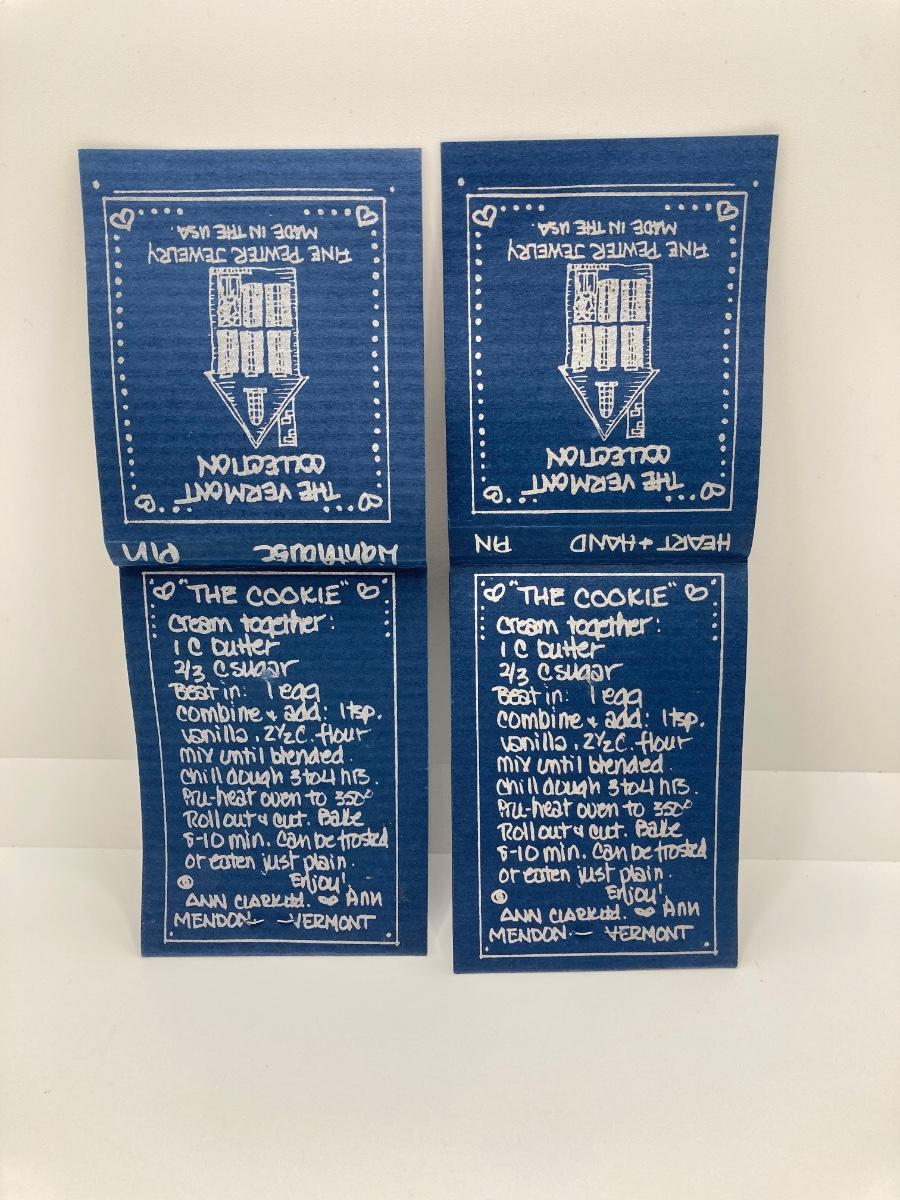 THE VERMONT
COLLECTION
FINE PEWTER JEWELRY
MADE IN THE USA.
Lighthouse Pin
"THE COOKIE"
Cream together:
1 C butter
2/3 C sugar
Beat in: 1 egg
combine & add: 1 tsp.
vanilla, 2½ C. flour
mix until blended.
Chill dough 3 to 4 hrs.
Pre-heat oven to 350°
Roll out & cut. Bake
8-10 min. Can be frosted
or eaten just plain.
Enjoy!
© ANN CLARK Ltd. Ann
MENDON — VERMONT
THE VERMONT
COLLECTION
FINE PEWTER JEWELRY
MADE IN THE USA.
HEART + HAND PIN
"THE COOKIE"
Cream together:
1 C butter
2/3 C sugar
Beat in: 1 egg
combine & add: 1 tsp.
vanilla, 2½ C. flour
mix until blended.
Chill dough 3 to 4 hrs.
Pre-heat oven to 350°
Roll out & cut. Bake
8-10 min. Can be frosted
or eaten just plain.
Enjoy!
© ANN CLARK Ltd. Ann
MENDON — VERMONT